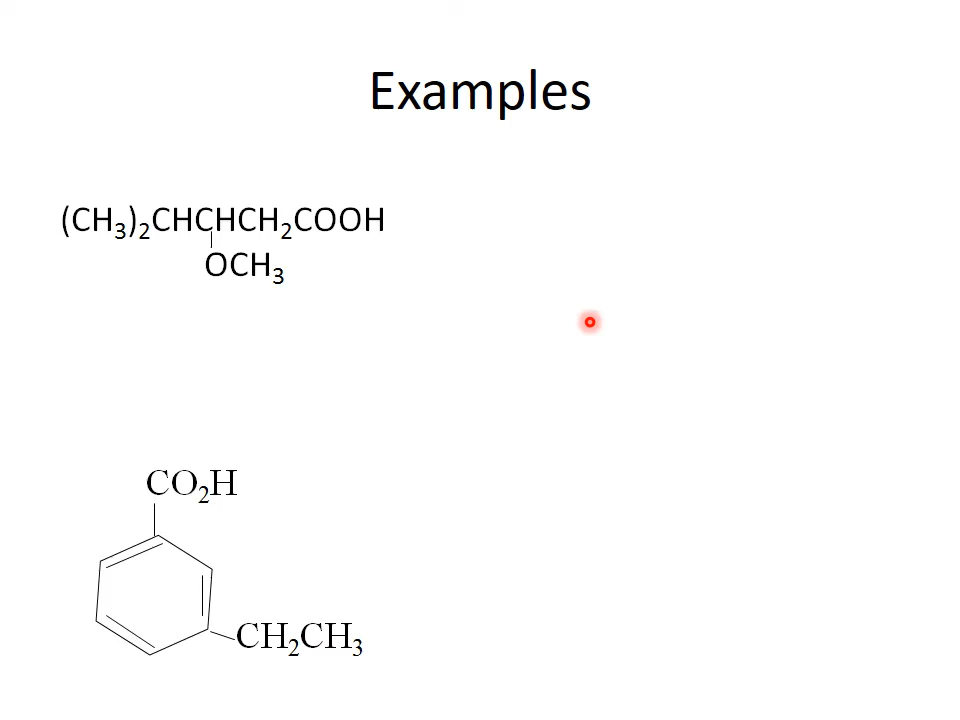 Examples
(CH₃)₂CHCHCH₂COOH
OCH₃
CO₂H
CH₂CH₃